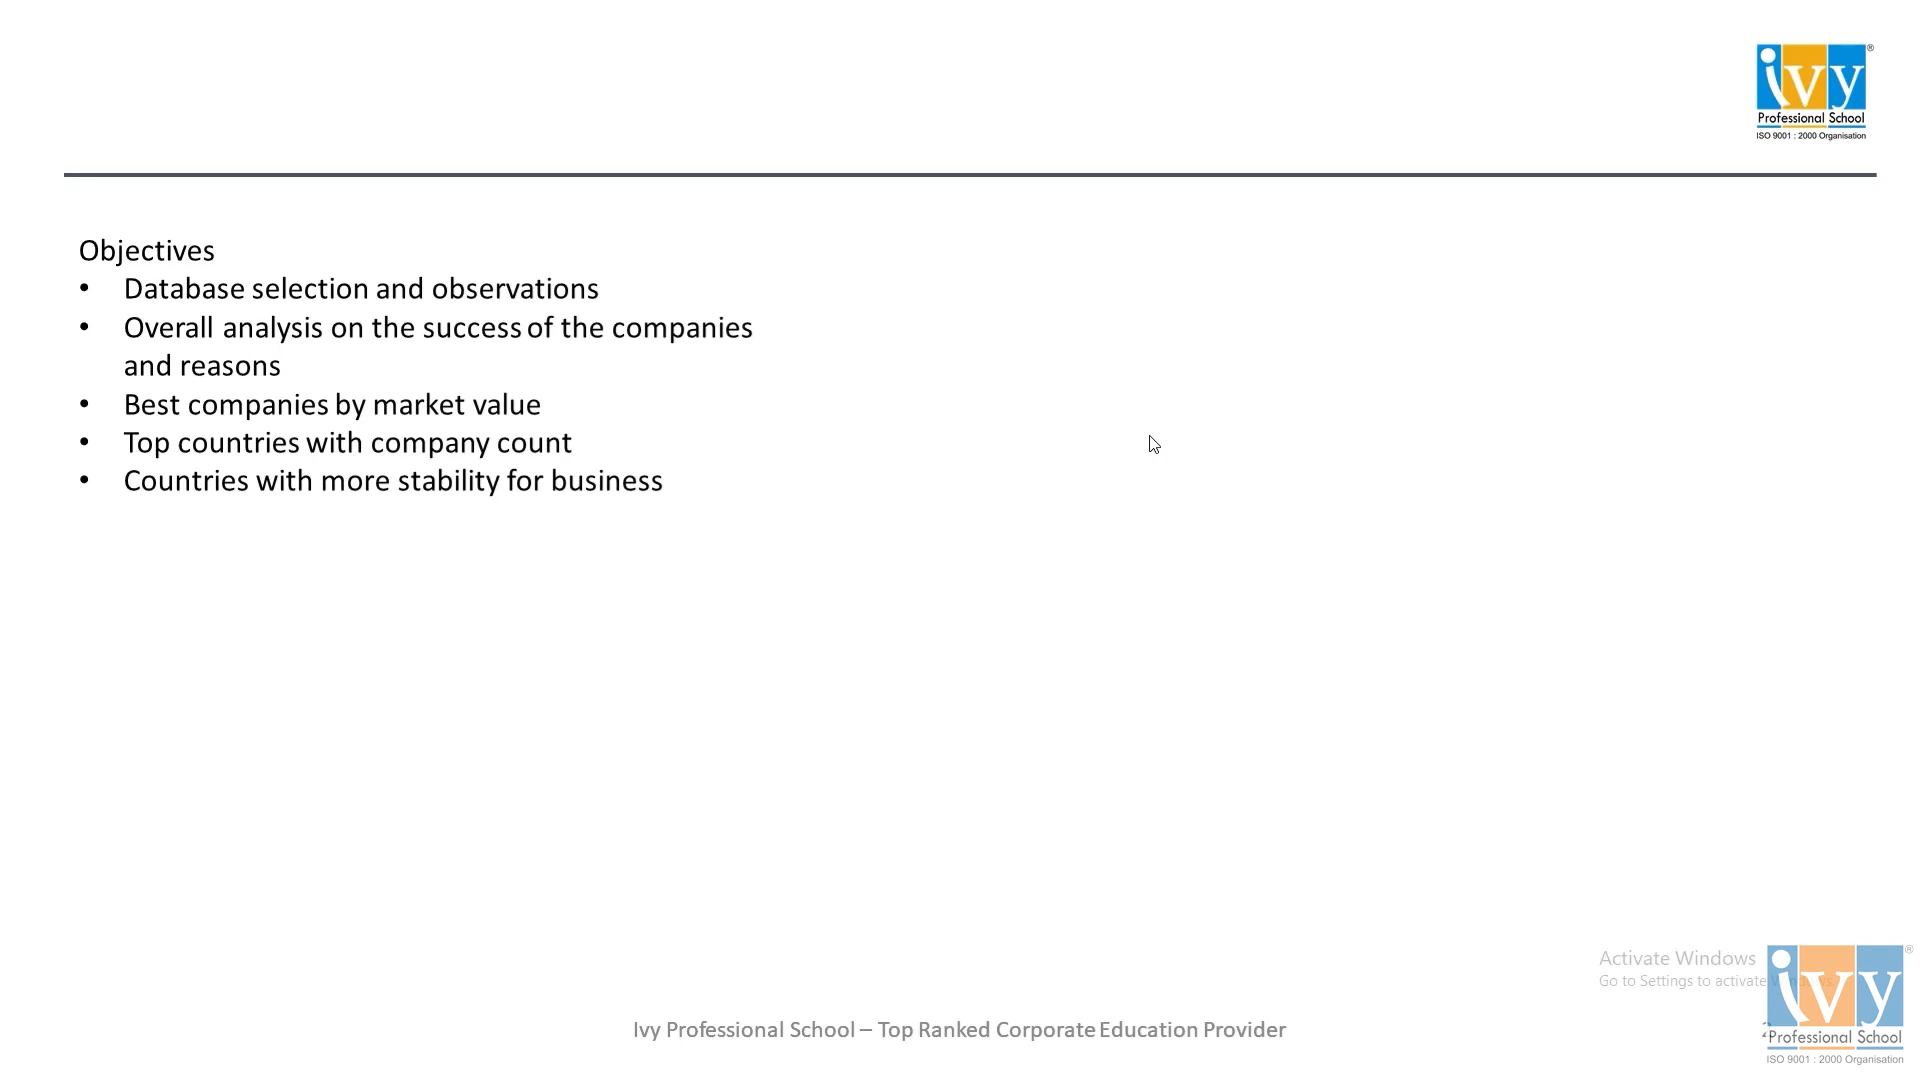 ivy®
Professional School
ISO 9001 : 2000 Organisation
Objectives
• Database selection and observations
• Overall analysis on the success of the companies
and reasons
• Best companies by market value
• Top countries with company count
• Countries with more stability for business
Activate Windows
Go to Settings to activate
ivy®
Ivy Professional School – Top Ranked Corporate Education Provider
Professional School
ISO 9001 : 2000 Organisation